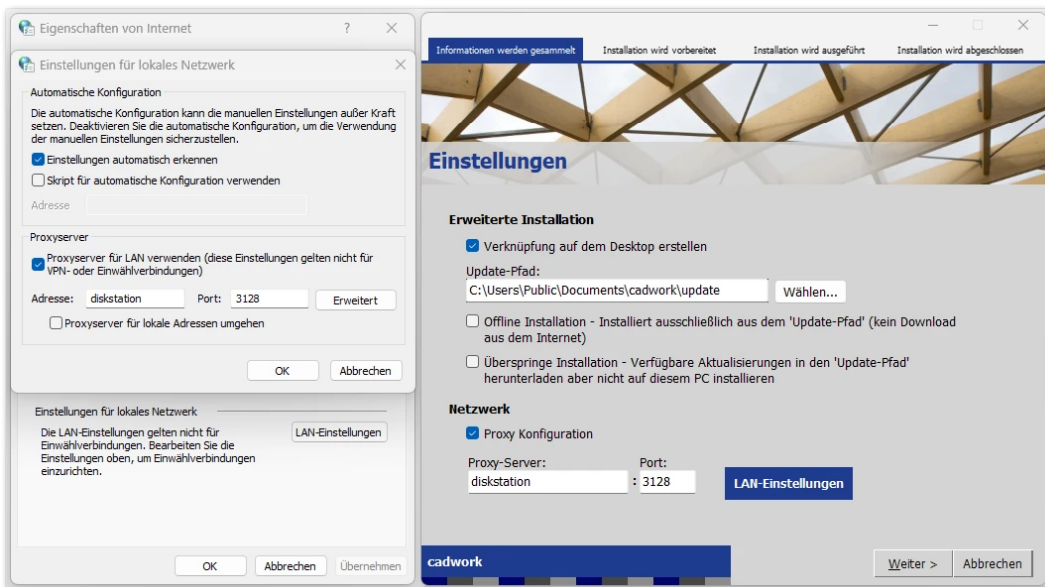 Eigenschaften von Internet
?
Einstellungen für lokales Netzwerk
Automatische Konfiguration
Die automatische Konfiguration kann die manuellen Einstellungen außer Kraft
setzen. Deaktivieren Sie die automatische Konfiguration, um die Verwendung
der manuellen Einstellungen sicherzustellen.
Einstellungen automatisch erkennen
Skript für automatische Konfiguration verwenden
Adresse
Proxyserver
Proxyserver für LAN verwenden (diese Einstellungen gelten nicht für
VPN- oder Einwählverbindungen)
Adresse: diskstation Port: 3128 Erweitert
Proxyserver für lokale Adressen umgehen
OK Abbrechen
Einstellungen für lokales Netzwerk
Die LAN-Einstellungen gelten nicht für
Einwählverbindungen. Bearbeiten Sie die
Einstellungen oben, um Einwählverbindungen
einzurichten.
LAN-Einstellungen
OK Abbrechen Übernehmen
Informationen werden gesammelt Installation wird vorbereitet Installation wird ausgeführt Installation wird abgeschlossen
Einstellungen
Erweiterte Installation
Verknüpfung auf dem Desktop erstellen
Update-Pfad:
C:\Users\Public\Documents\cadwork\update Wählen...
Offline Installation - Installiert ausschließlich aus dem 'Update-Pfad' (kein Download
aus dem Internet)
Überspringe Installation - Verfügbare Aktualisierungen in den 'Update-Pfad'
herunterladen aber nicht auf diesem PC installieren
Netzwerk
Proxy Konfiguration
Proxy-Server: Port:
diskstation : 3128 LAN-Einstellungen
cadwork
Weiter > Abbrechen